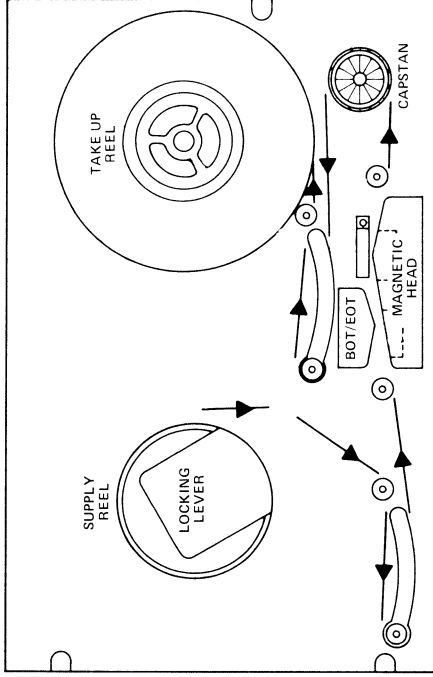 TAKE UP
REEL
CAPSTAN
BOT/EOT
MAGNETIC
HEAD
SUPPLY
REEL
LOCKING
LEVER